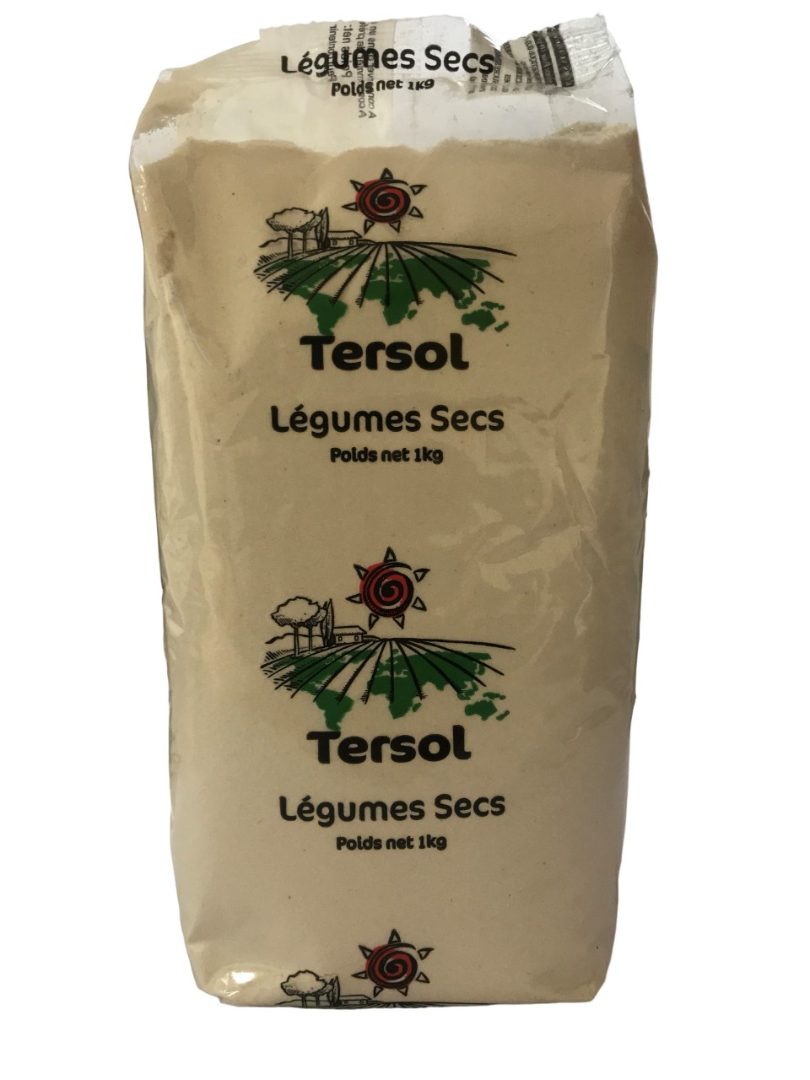 Légumes Secs
Poids net 1kg
Tersol
Légumes Secs
Poids net 1kg
Tersol
Légumes Secs
Poids net 1kg